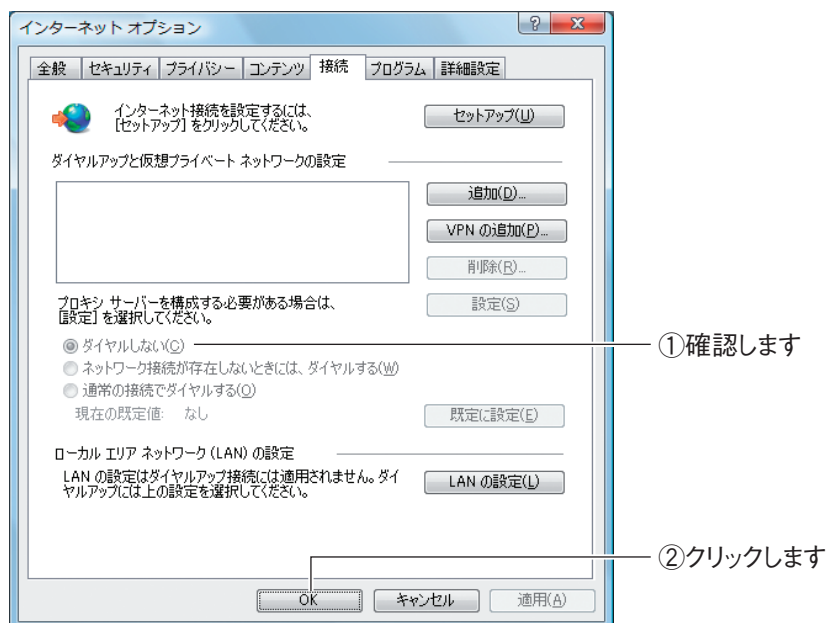 インターネット オプション
全般
セキュリティ
プライバシー
コンテンツ
接続
プログラム
詳細設定
インターネット接続を設定するには、
[セットアップ] をクリックしてください。
セットアップ(U)
ダイヤルアップと仮想プライベート ネットワークの設定
追加(D)...
VPN の追加(P)...
削除(R)...
プロキシ サーバーを構成する必要がある場合は、
[設定] を選択してください。
設定(S)
ダイヤルしない(C)
①確認します
ネットワーク接続が存在しないときには、ダイヤルする(W)
通常の接続でダイヤルする(O)
現在の既定値: なし
既定に設定(E)
ローカル エリア ネットワーク (LAN) の設定
LAN の設定はダイヤルアップ接続には適用されません。ダイ
ヤルアップには上の設定を選択してください。
LAN の設定(L)
②クリックします
OK
キャンセル
適用(A)